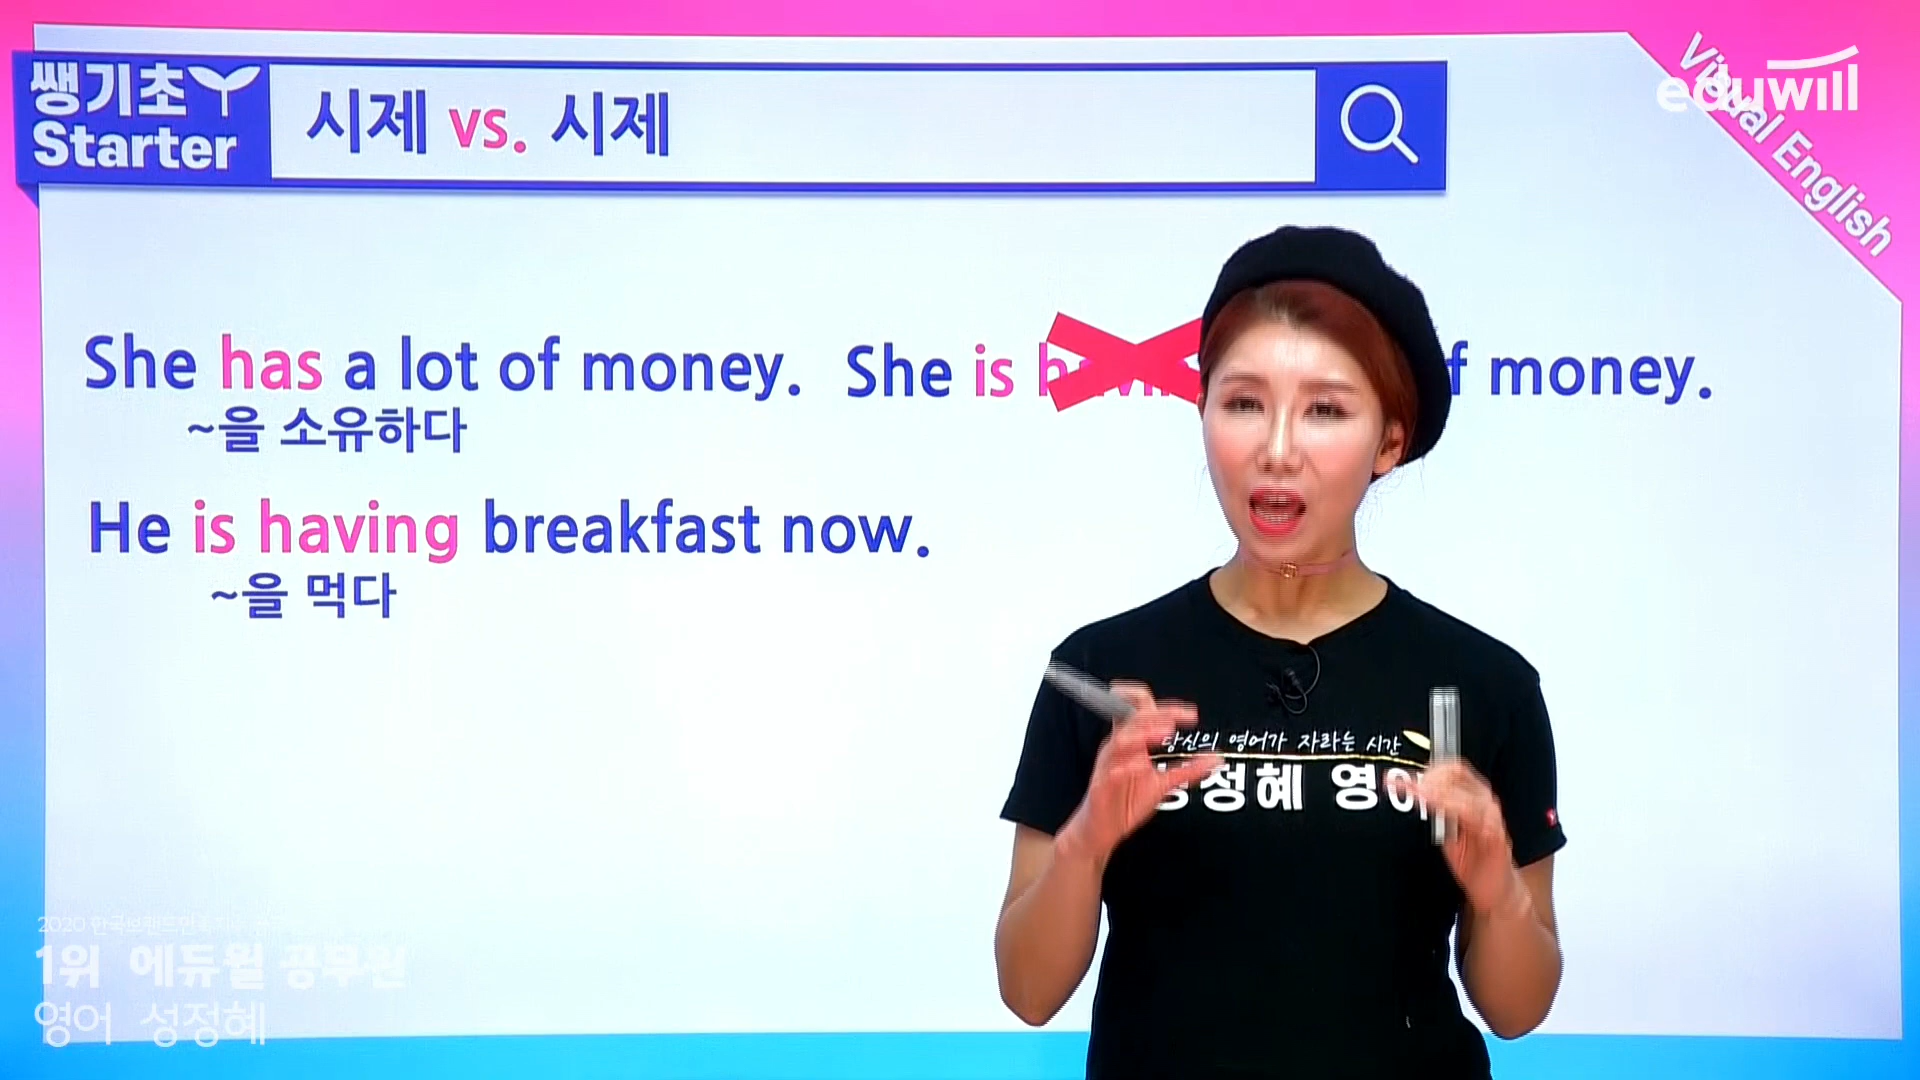 쌩기초
Starter
시제 vs. 시제
eduwill
Visual English
She has a lot of money.
~을 소유하다
She is f money.
He is having breakfast now.
~을 먹다
당신의 영어가 자라는 시간
성정혜 영어
2020
1위 에듀윌 공무원
영어 성정혜